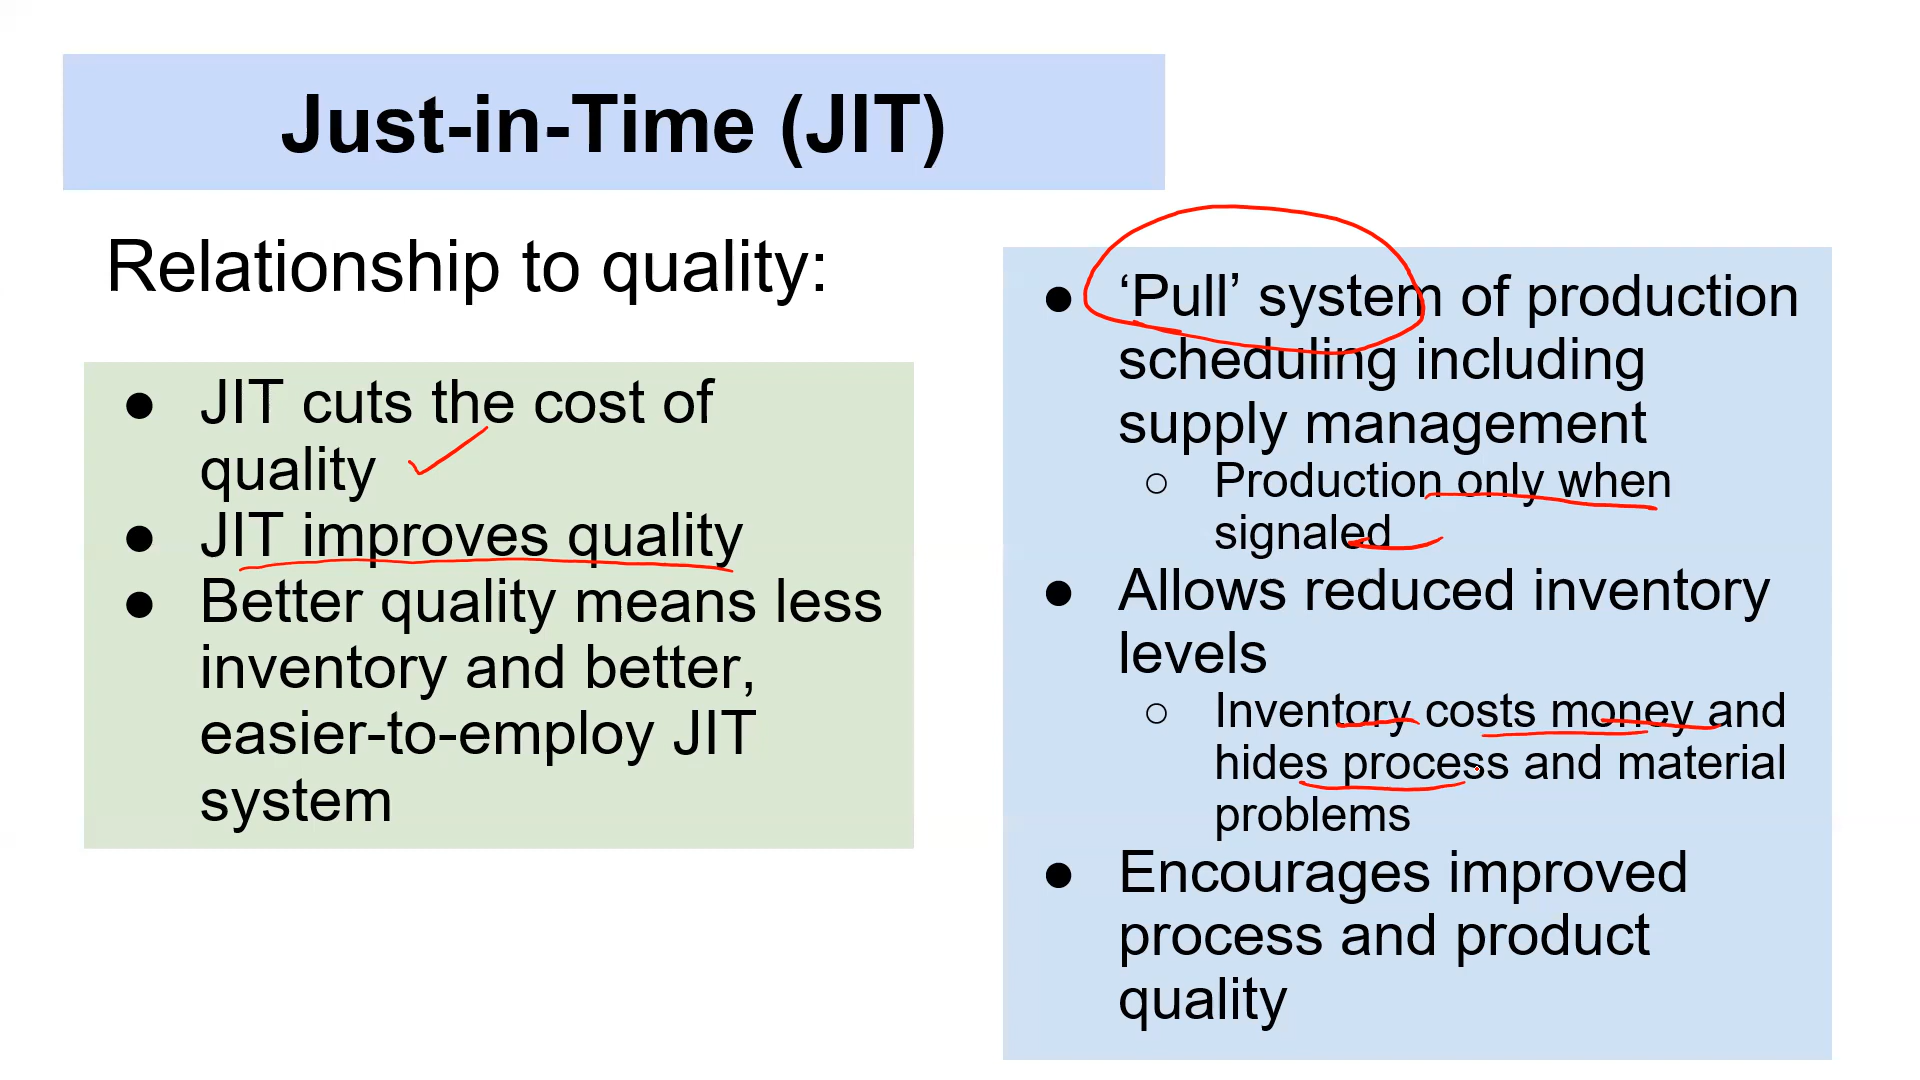 Just-in-Time (JIT)
Relationship to quality:
● JIT cuts the cost of
quality
● JIT improves quality
● Better quality means less
inventory and better,
easier-to-employ JIT
system
● ‘Pull’ system of production
scheduling including
supply management
○ Production only when
signaled
● Allows reduced inventory
levels
○ Inventory costs money and
hides process and material
problems
● Encourages improved
process and product
quality